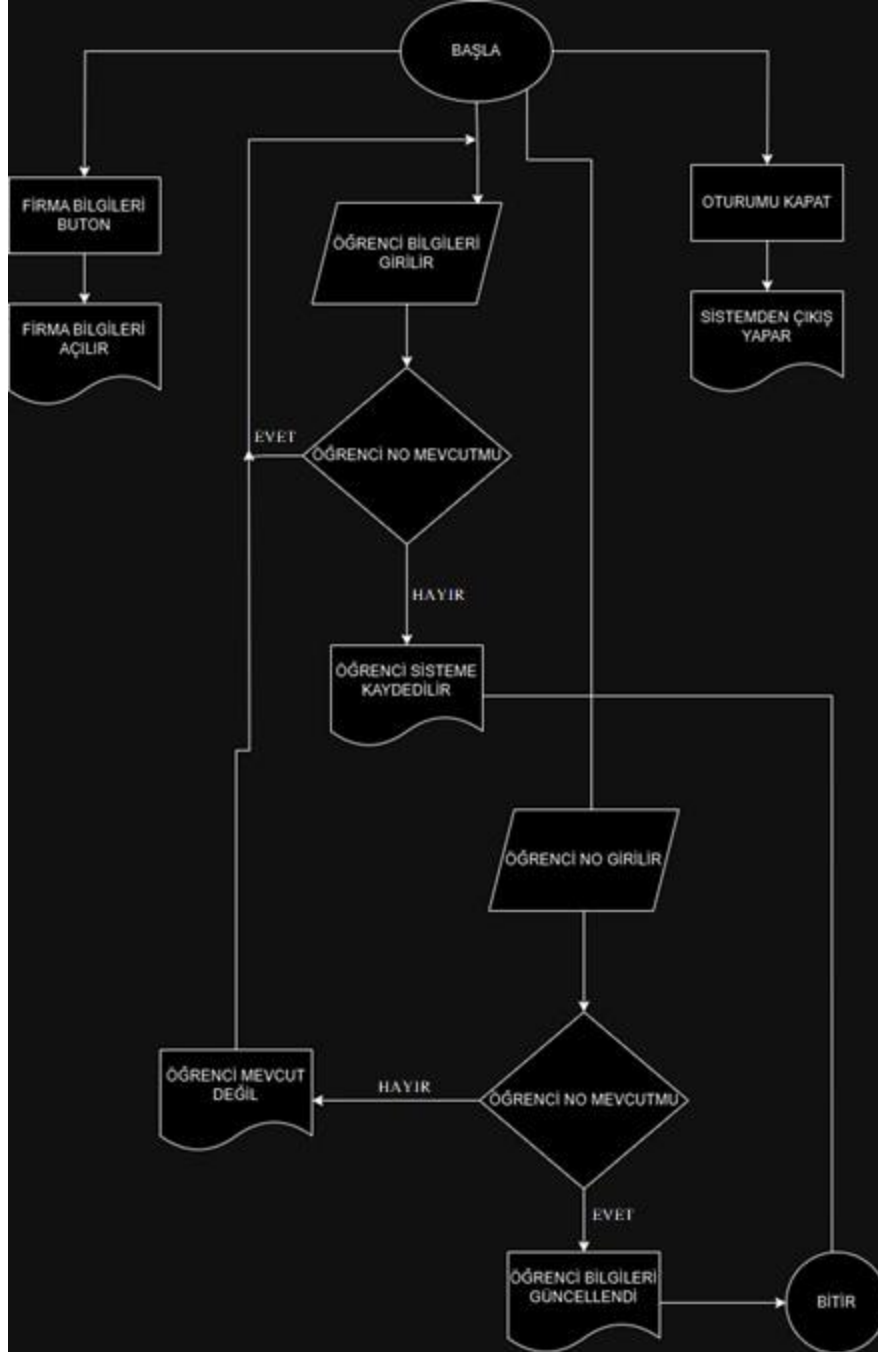 BAŞLA
FİRMA BİLGİLERİ
BUTON
ÖĞRENCİ BİLGİLERİ
GİRİLİR
OTURUMU KAPAT
FİRMA BİLGİLERİ
AÇILIR
SİSTEMDEN ÇIKIŞ
YAPAR
EVET
ÖĞRENCİ NO MEVCUTMU
HAYIR
ÖĞRENCİ SİSTEME
KAYDEDİLİR
ÖĞRENCİ NO GİRİLİR
ÖĞRENCİ MEVCUT
DEĞİL
HAYIR
ÖĞRENCİ NO MEVCUTMU
EVET
ÖĞRENCİ BİLGİLERİ
GÜNCELLENDİ
BİTİR